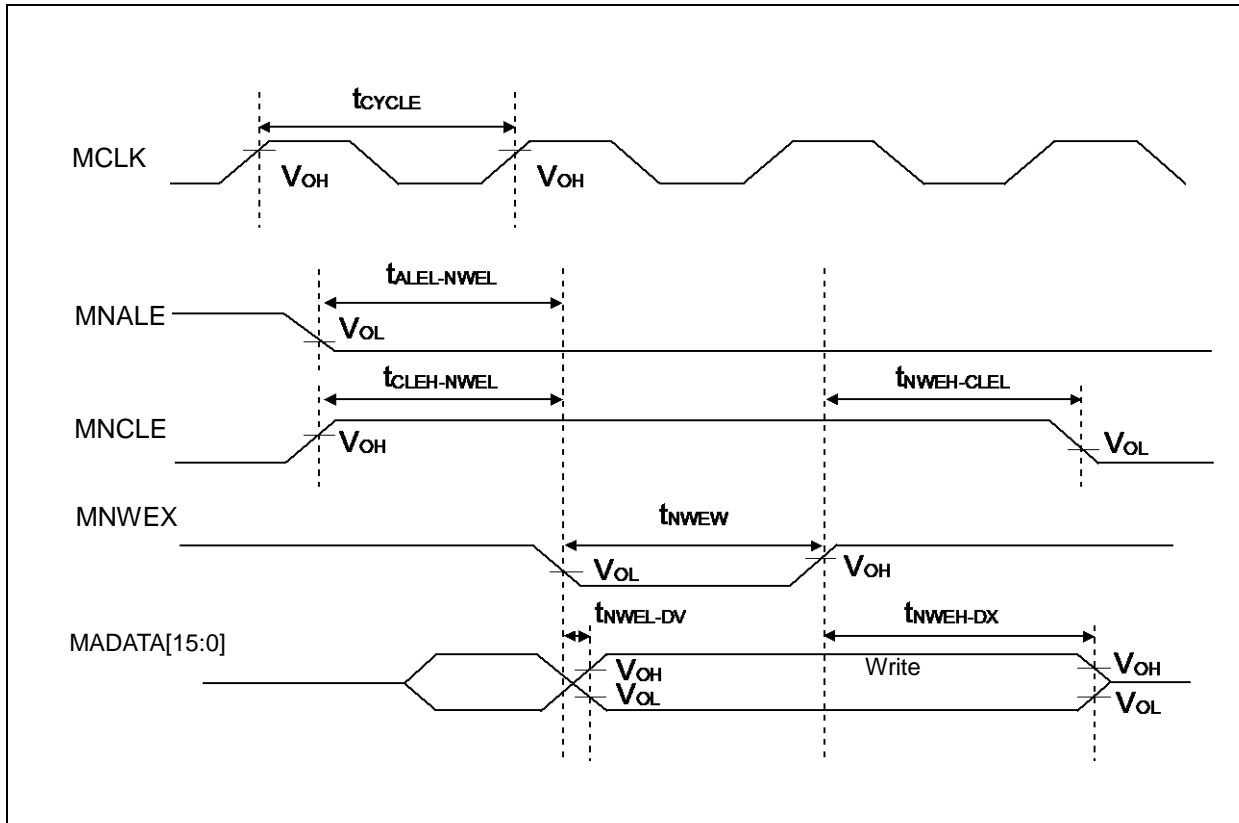 tCYCLE
MCLK
VOH
VOH
tALEL-NWEL
MNALE
VOL
tCLEH-NWEL
tNWEH-CLEL
MNCLE
VOH
VOL
MNWEX
tNWEW
VOL
VOH
tNWEL-DV
tNWEH-DX
MADATA[15:0]
VOH
Write
VOH
VOL
VOL